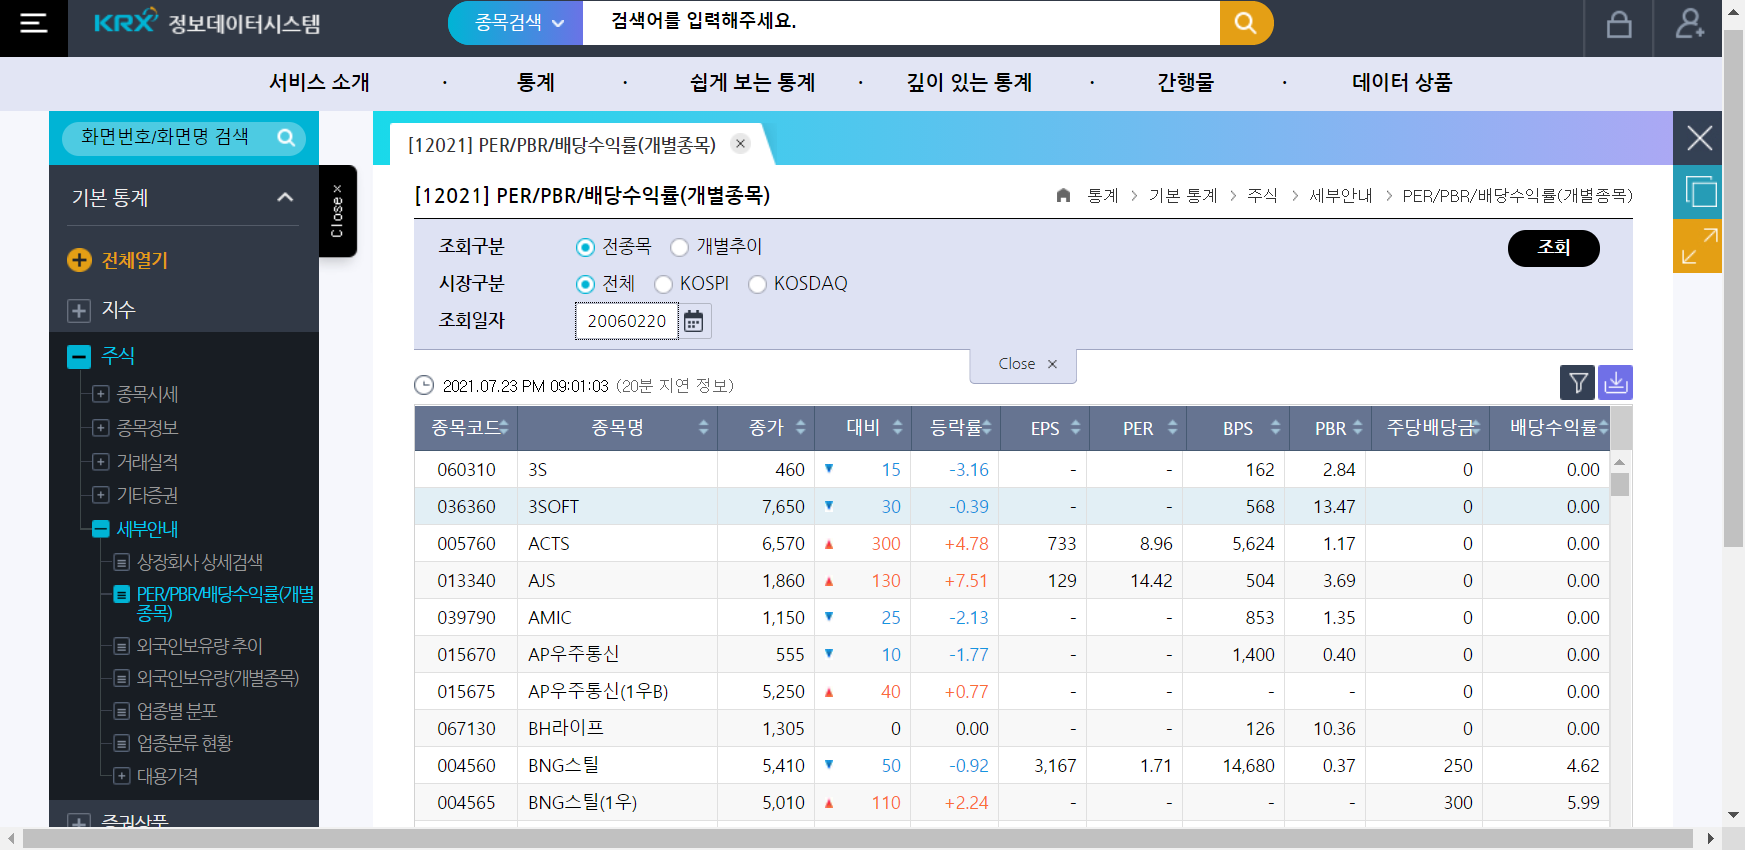 KRX 정보데이터시스템
종목검색
검색어를 입력해주세요.
서비스 소개 · 통계 · 쉽게 보는 통계 · 깊이 있는 통계 · 간행물 · 데이터 상품
화면번호/화면명 검색
기본 통계
전체열기
지수
주식
종목시세
종목정보
거래실적
기타증권
세부안내
상장회사 상세검색
PER/PBR/배당수익률(개별
종목)
외국인보유량 추이
외국인보유량(개별종목)
업종별 분포
업종분류 현황
대용가격
증권상품
Close ×
[12021] PER/PBR/배당수익률(개별종목) ×
[12021] PER/PBR/배당수익률(개별종목)
통계 > 기본 통계 > 주식 > 세부안내 > PER/PBR/배당수익률(개별종목)
조회구분 전종목 개별추이
조회
시장구분 전체 KOSPI KOSDAQ
조회일자 20060220
Close ×
2021.07.23 PM 09:01:03 (20분 지연 정보)
종목코드 종목명 종가 대비 등락률 EPS PER BPS PBR 주당배당금 배당수익률
060310 3S 460 ▼ 15 -3.16 - - 162 2.84 0 0.00
036360 3SOFT 7,650 ▼ 30 -0.39 - - 568 13.47 0 0.00
005760 ACTS 6,570 ▲ 300 +4.78 733 8.96 5,624 1.17 0 0.00
013340 AJS 1,860 ▲ 130 +7.51 129 14.42 504 3.69 0 0.00
039790 AMIC 1,150 ▼ 25 -2.13 - - 853 1.35 0 0.00
015670 AP우주통신 555 ▼ 10 -1.77 - - 1,400 0.40 0 0.00
015675 AP우주통신(1우B) 5,250 ▲ 40 +0.77 - - - - 0 0.00
067130 BH라이프 1,305 0 0.00 - - 126 10.36 0 0.00
004560 BNG스틸 5,410 ▼ 50 -0.92 3,167 1.71 14,680 0.37 250 4.62
004565 BNG스틸(1우) 5,010 ▲ 110 +2.24 - - - - 300 5.99